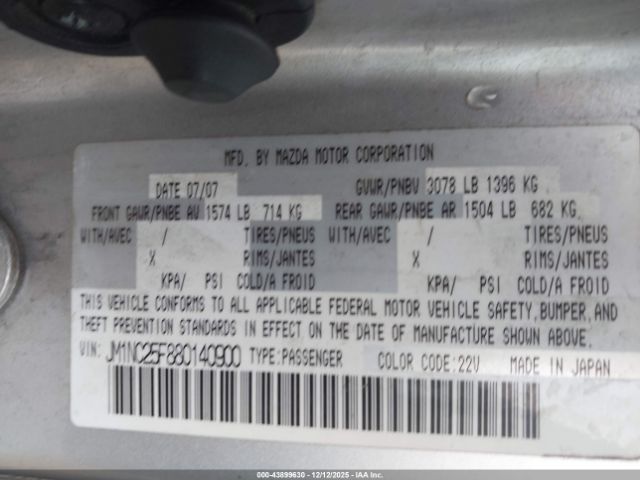 MFD. BY MAZDA MOTOR CORPORATION
DATE 07/07 GVWR/PNBV 3078 LB 1396 KG
FRONT GAWR/PNBE AV 1574 LB 714 KG REAR GAWR/PNBE AR 1504 LB 682 KG
WITH/AVEC / TIRES/PNEUS WITH/AVEC / TIRES/PNEUS
X RIMS/JANTES X RIMS/JANTES
KPA/ PSI COLD/A FROID KPA/ PSI COLD/A FROID
THIS VEHICLE CONFORMS TO ALL APPLICABLE FEDERAL MOTOR VEHICLE SAFETY, BUMPER, AND
THEFT PREVENTION STANDARDS IN EFFECT ON THE DATE OF MANUFACTURE SHOWN ABOVE.
VIN: JM1NC25F880140900 TYPE: PASSENGER COLOR CODE: 22V MADE IN JAPAN
000-43899630 - 12/12/2025 - IAA Inc.